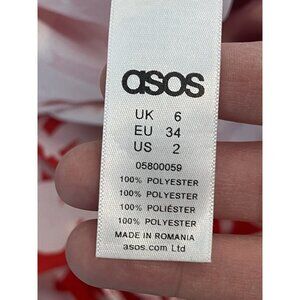 asos
UK 6
EU 34
US 2
05800059
100% POLYESTER
100% POLYESTER
100% POLIÉSTER
100% POLYESTER
MADE IN ROMANIA
asos.com Ltd